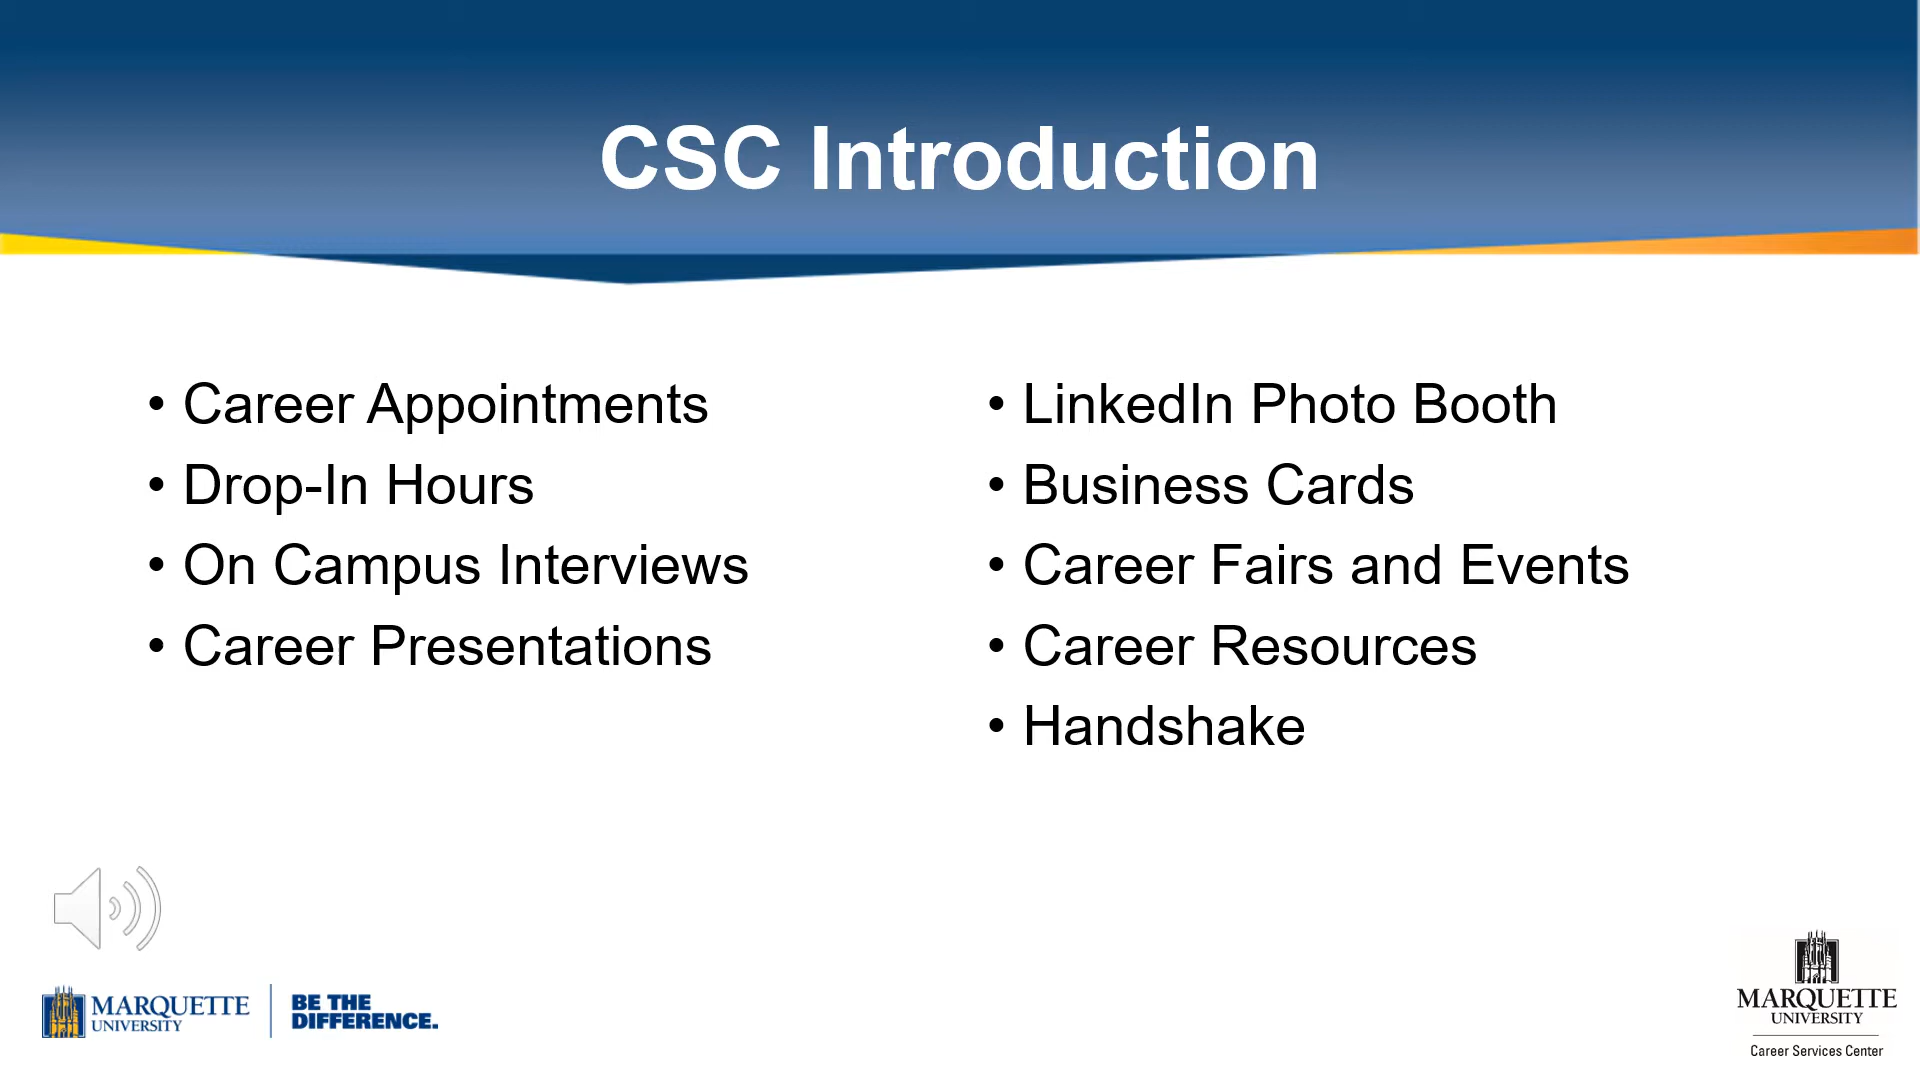 CSC Introduction
• Career Appointments
• Drop-In Hours
• On Campus Interviews
• Career Presentations
• LinkedIn Photo Booth
• Business Cards
• Career Fairs and Events
• Career Resources
• Handshake
MARQUETTE
UNIVERSITY
BE THE
DIFFERENCE.
MARQUETTE
UNIVERSITY
Career Services Center